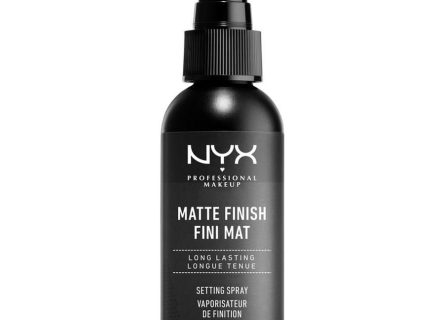 NYX
PROFESSIONAL
MAKEUP
MATTE FINISH
FINI MAT
LONG LASTING
LONGUE TENUE
SETTING SPRAY
VAPORISATEUR
DE FINITION